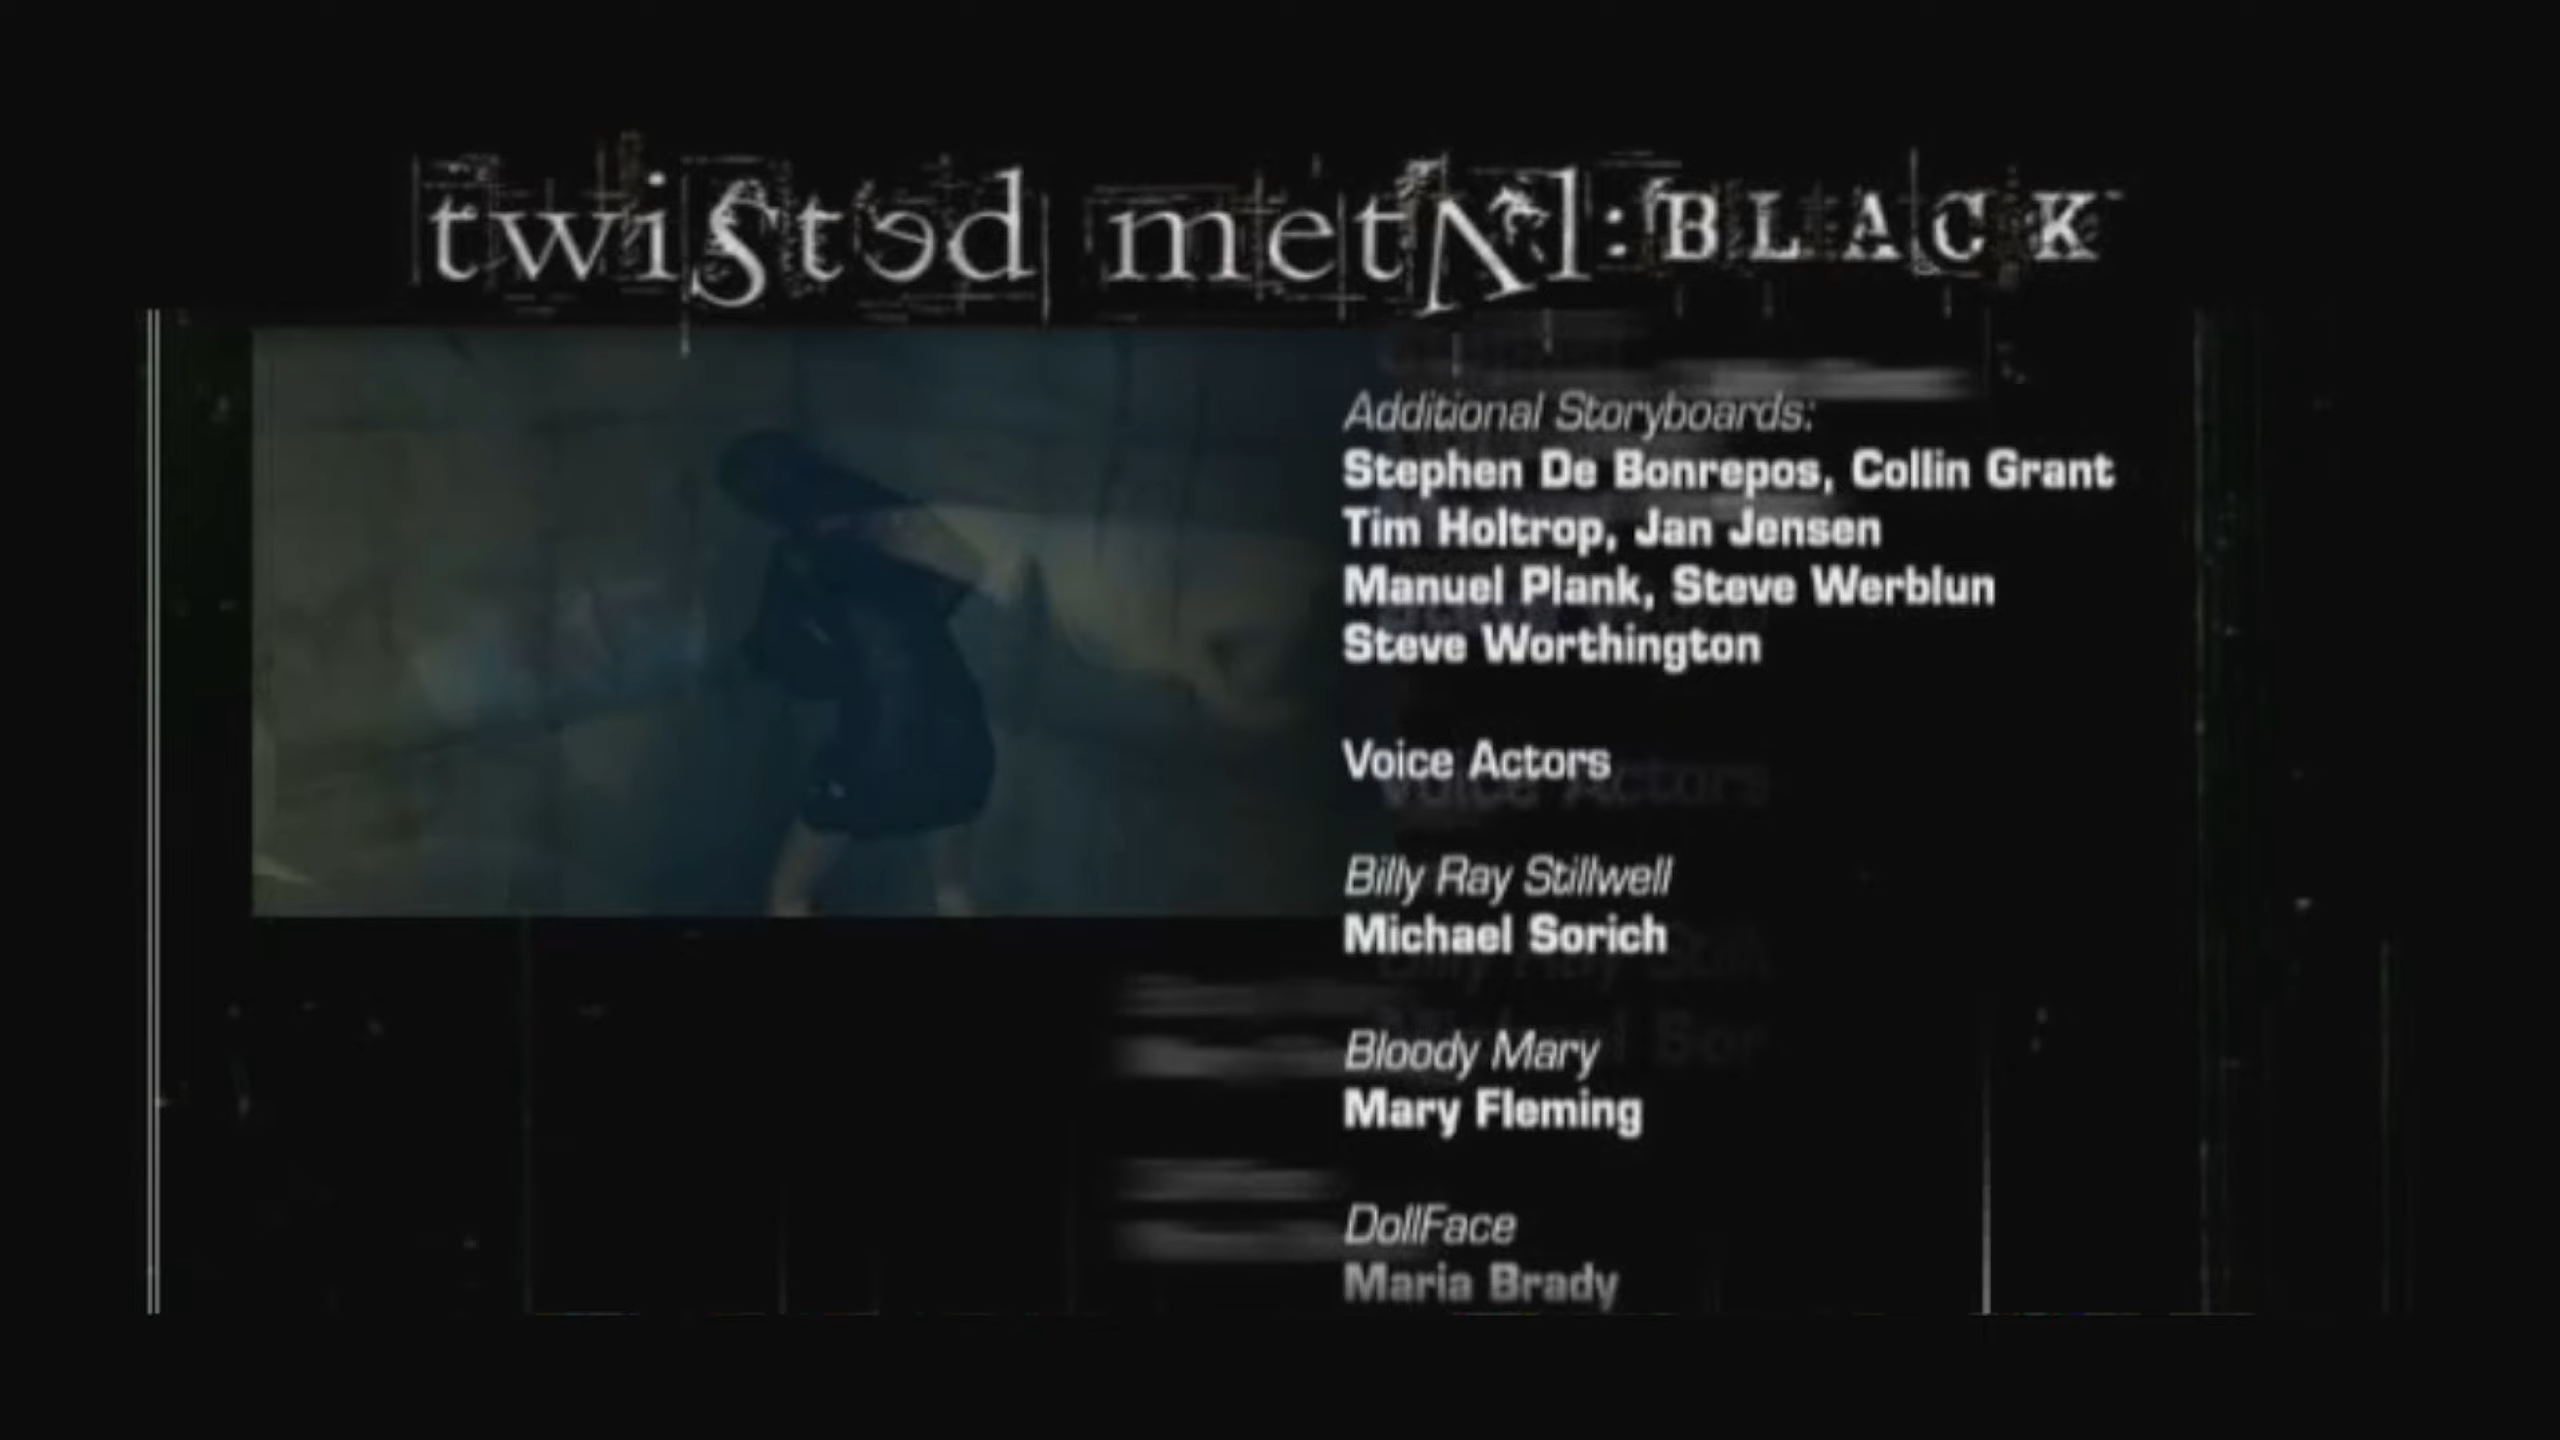 twisted metal: BLACK™
Additional Storyboards:
Stephen De Bonrepos, Collin Grant
Tim Holtrop, Jan Jensen
Manuel Plank, Steve Werblun
Steve Worthington
Voice Actors
Billy Ray Stillwell
Michael Sorich
Bloody Mary
Mary Fleming
DollFace
Maria Brady